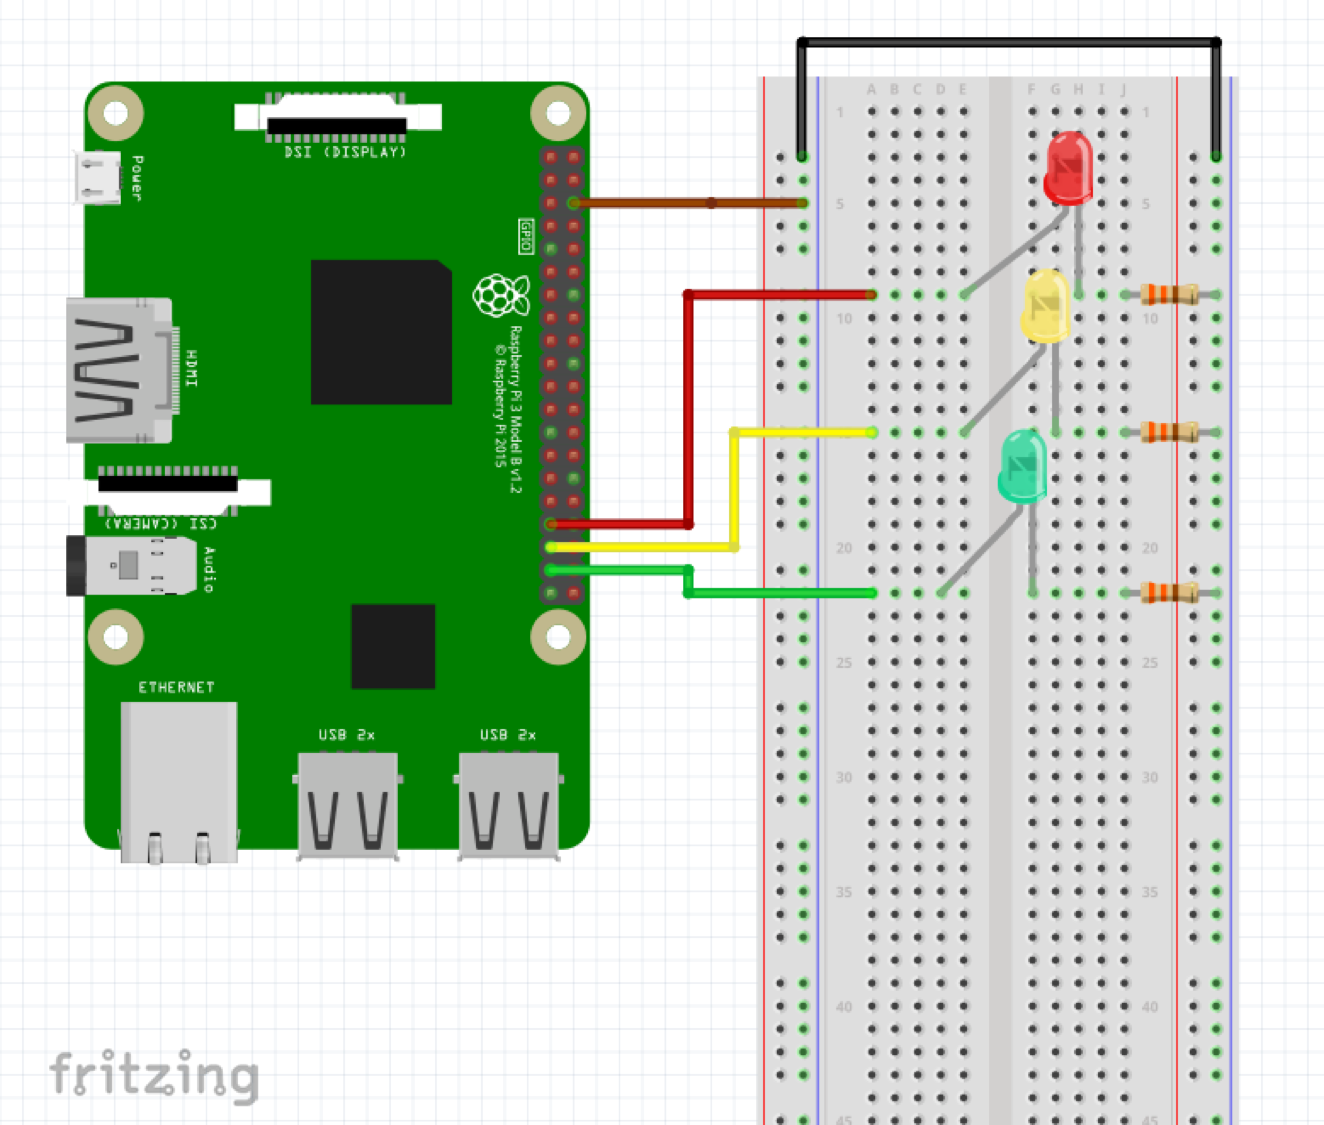 A B C D E F G H I J
1 1
DSI (DISPLAY)
Power
5 5
GPIO
HDMI
10 10
Raspberry Pi 3 Model B v1.2
© Raspberry Pi 2015
CSI (CAMERA)
Audio
20 20
25 25
ETHERNET
USB 2x USB 2x
30 30
35 35
40 40
fritzing
45 45